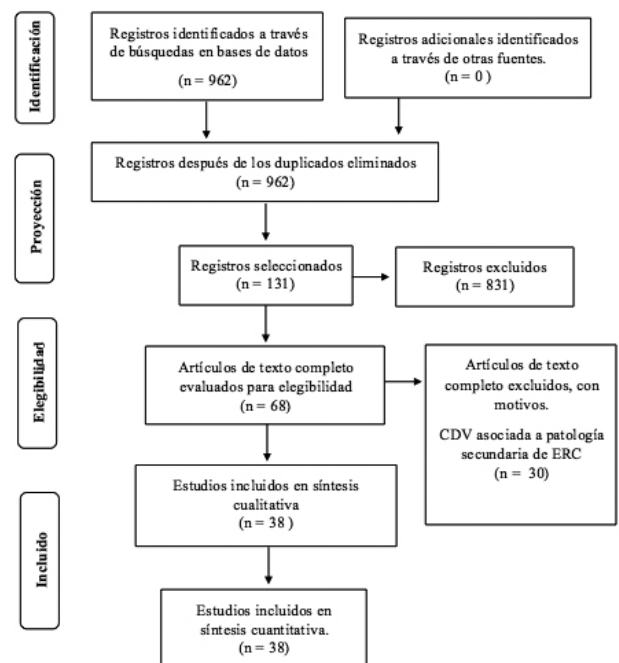 Identificación
Registros identificados a través
de búsquedas en bases de datos
(n = 962)
Registros adicionales identificados
a través de otras fuentes.
(n = 0 )
Proyección
Registros después de los duplicados eliminados
(n = 962)
Registros seleccionados
(n = 131)
Registros excluidos
(n = 831)
Elegibilidad
Artículos de texto completo
evaluados para elegibilidad
(n = 68)
Artículos de texto
completo excluidos, con
motivos.
CDV asociada a patología
secundaria de ERC
(n = 30)
Incluido
Estudios incluidos en síntesis
cualitativa
(n = 38 )
Estudios incluidos en
síntesis cuantitativa.
(n = 38)